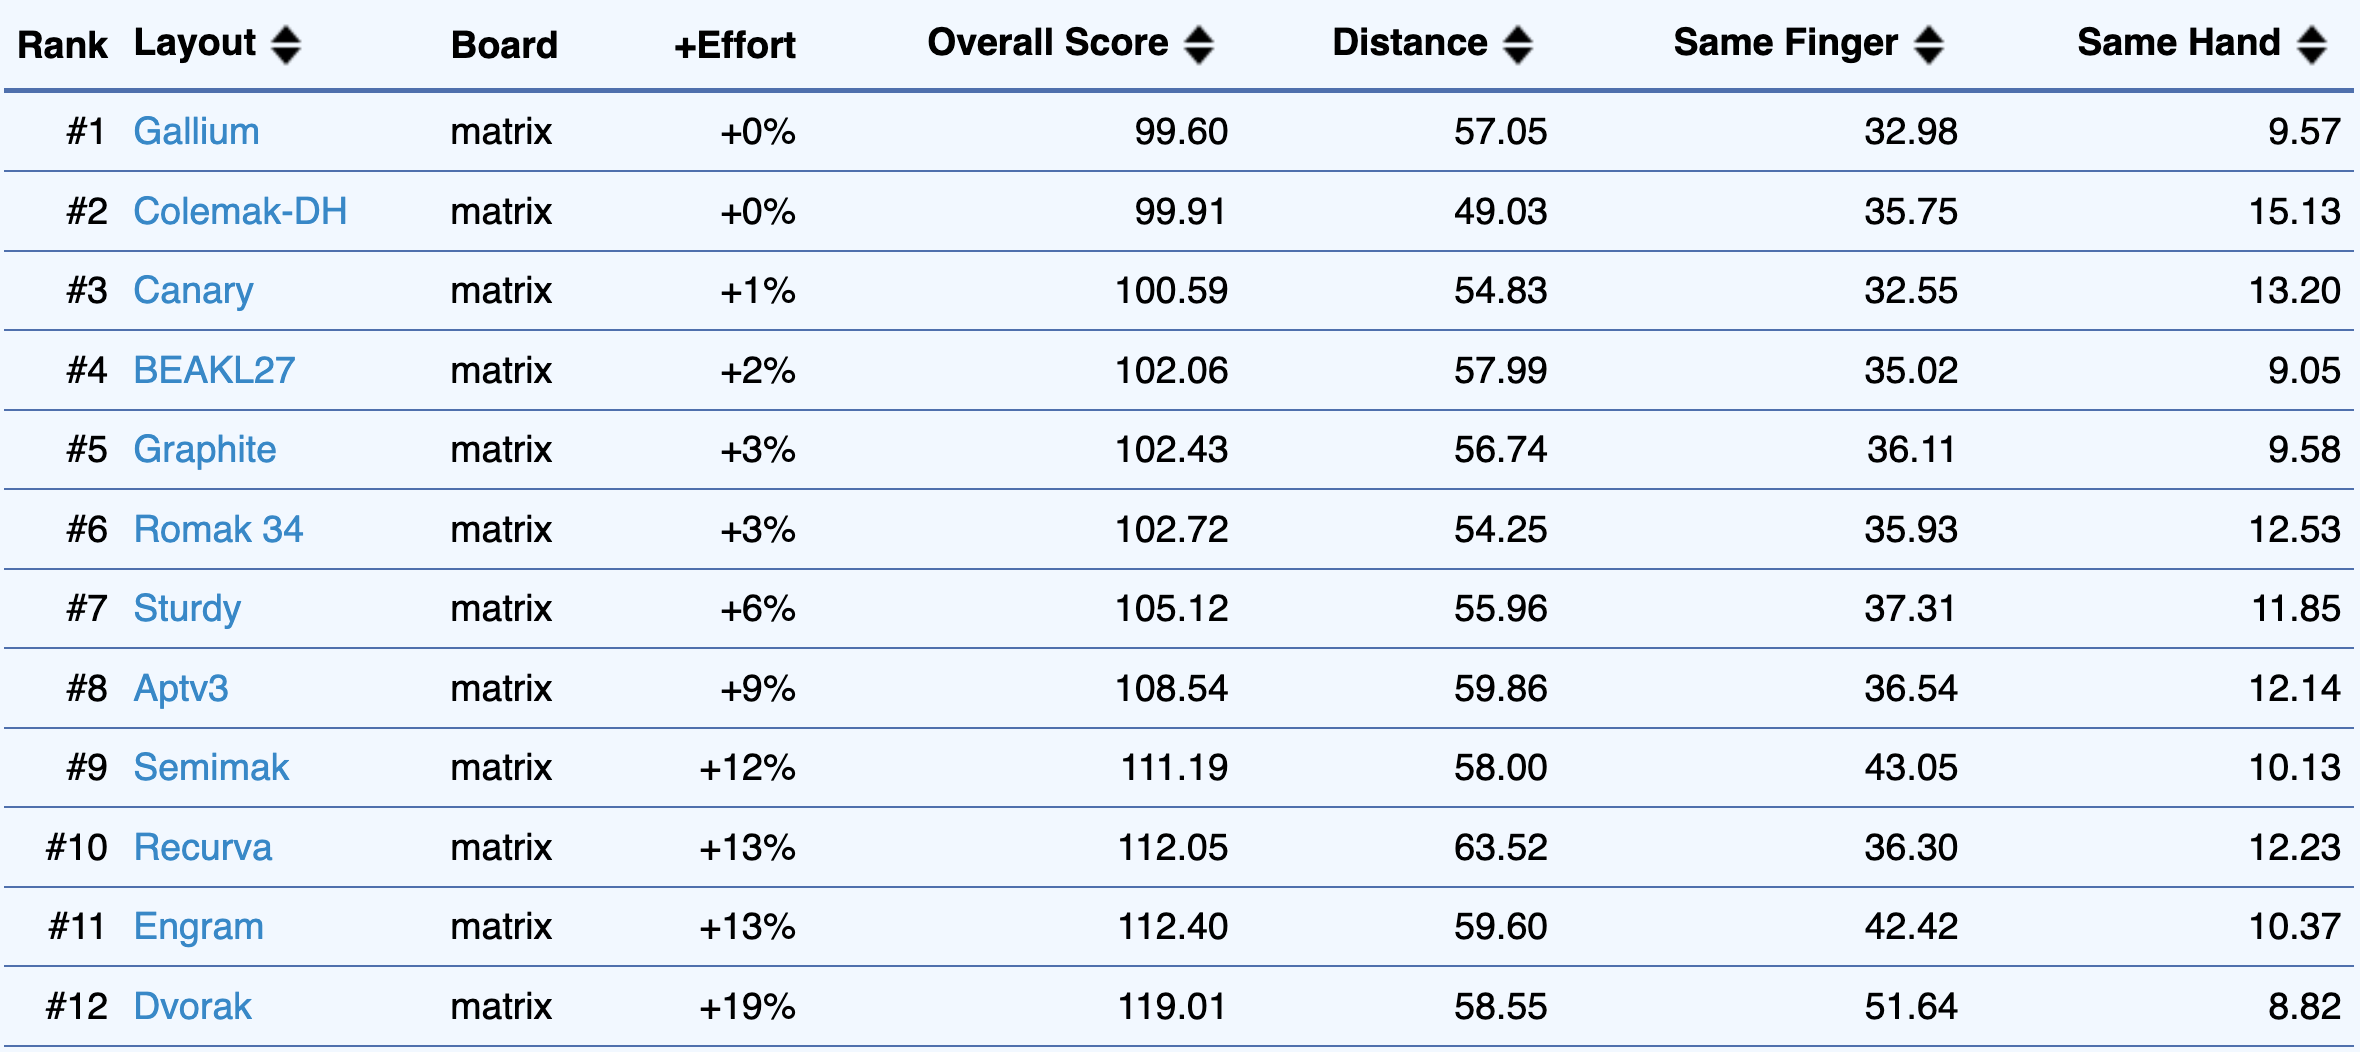 Rank Layout Board +Effort Overall Score Distance Same Finger Same Hand
#1 Gallium matrix +0% 99.60 57.05 32.98 9.57
#2 Colemak-DH matrix +0% 99.91 49.03 35.75 15.13
#3 Canary matrix +1% 100.59 54.83 32.55 13.20
#4 BEAKL27 matrix +2% 102.06 57.99 35.02 9.05
#5 Graphite matrix +3% 102.43 56.74 36.11 9.58
#6 Romak 34 matrix +3% 102.72 54.25 35.93 12.53
#7 Sturdy matrix +6% 105.12 55.96 37.31 11.85
#8 Aptv3 matrix +9% 108.54 59.86 36.54 12.14
#9 Semimak matrix +12% 111.19 58.00 43.05 10.13
#10 Recurva matrix +13% 112.05 63.52 36.30 12.23
#11 Engram matrix +13% 112.40 59.60 42.42 10.37
#12 Dvorak matrix +19% 119.01 58.55 51.64 8.82